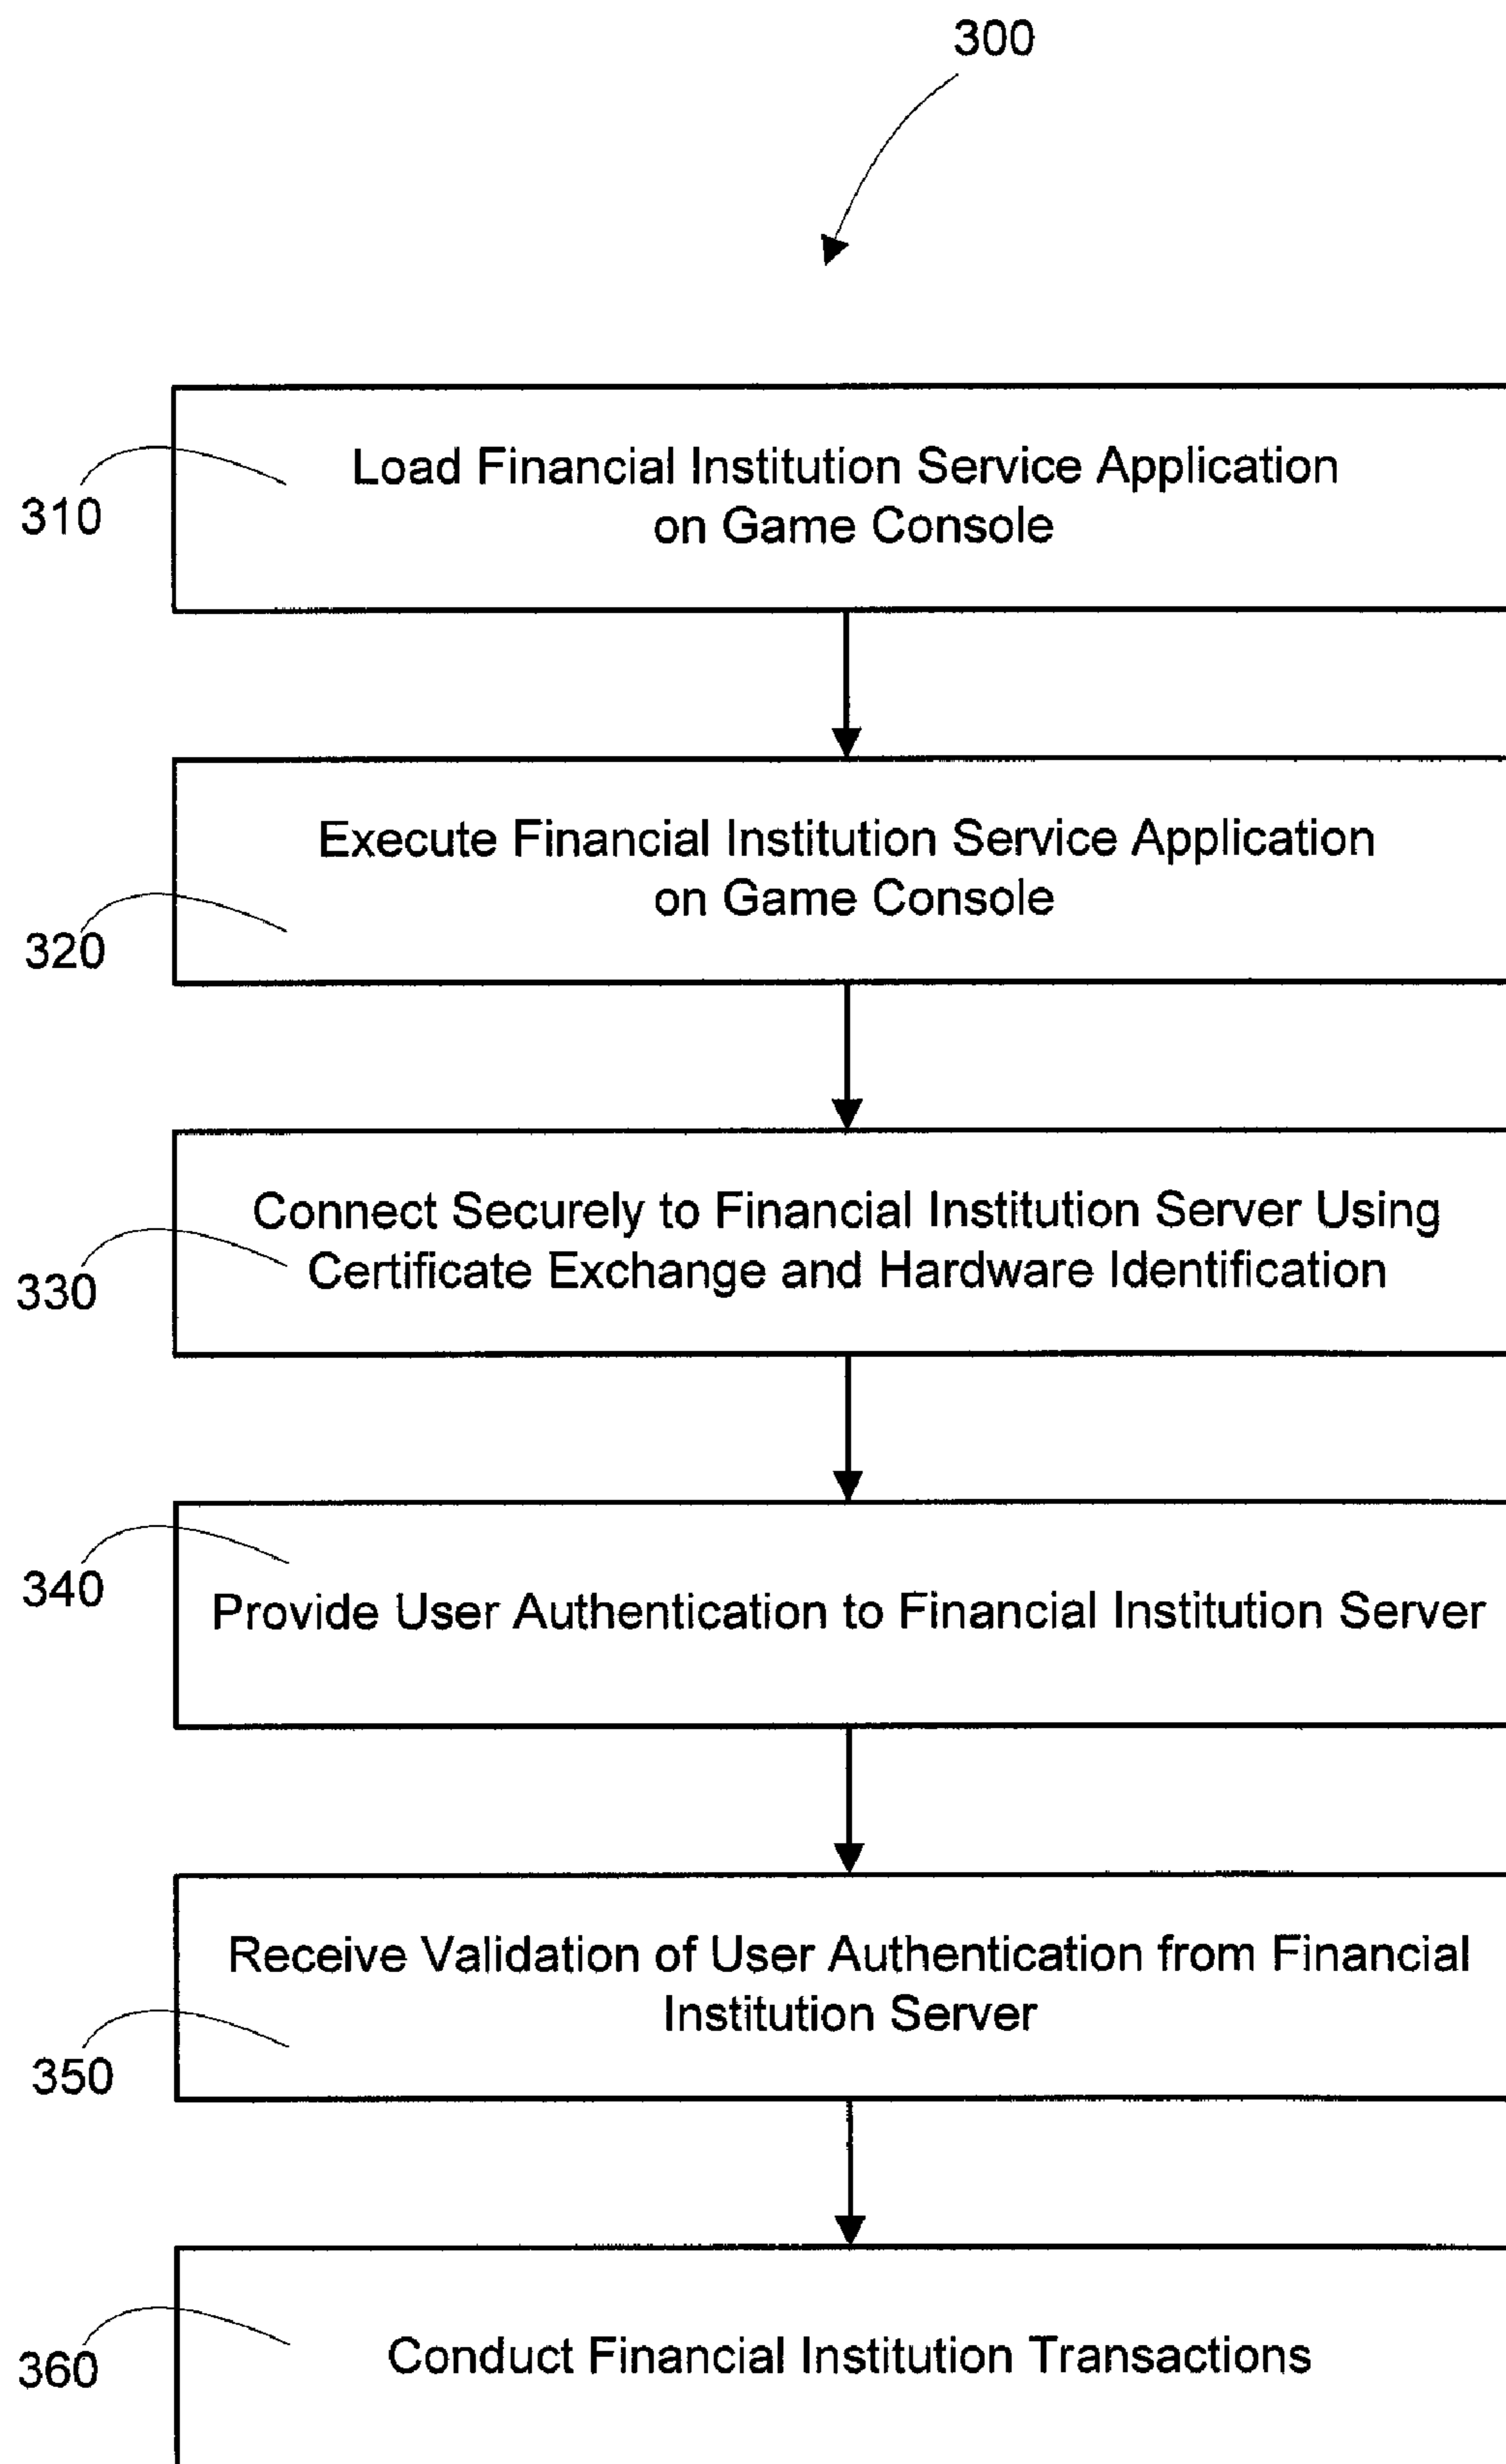 300
Load Financial Institution Service Application
on Game Console
310
Execute Financial Institution Service Application
on Game Console
320
Connect Securely to Financial Institution Server Using
Certificate Exchange and Hardware Identification
330
340
Provide User Authentication to Financial Institution Server
Receive Validation of User Authentication from Financial
Institution Server
350
Conduct Financial Institution Transactions
360